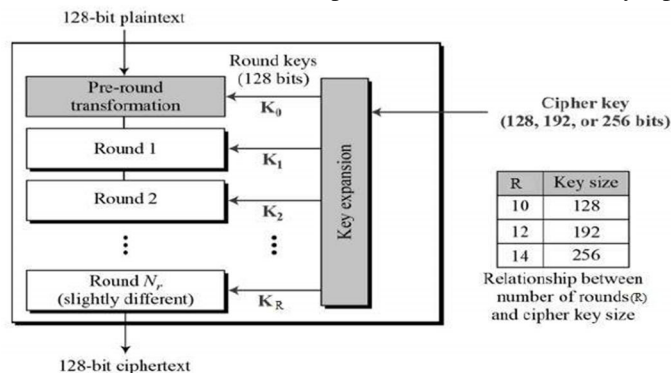 128-bit plaintext
Round keys
(128 bits)
Pre-round
transformation
K0
Cipher key
(128, 192, or 256 bits)
Round 1
K1
Key expansion
Round 2
K2
R Key size
10 128
12 192
14 256
Round Nr
(slightly different)
KR
Relationship between
number of rounds(R)
and cipher key size
128-bit ciphertext